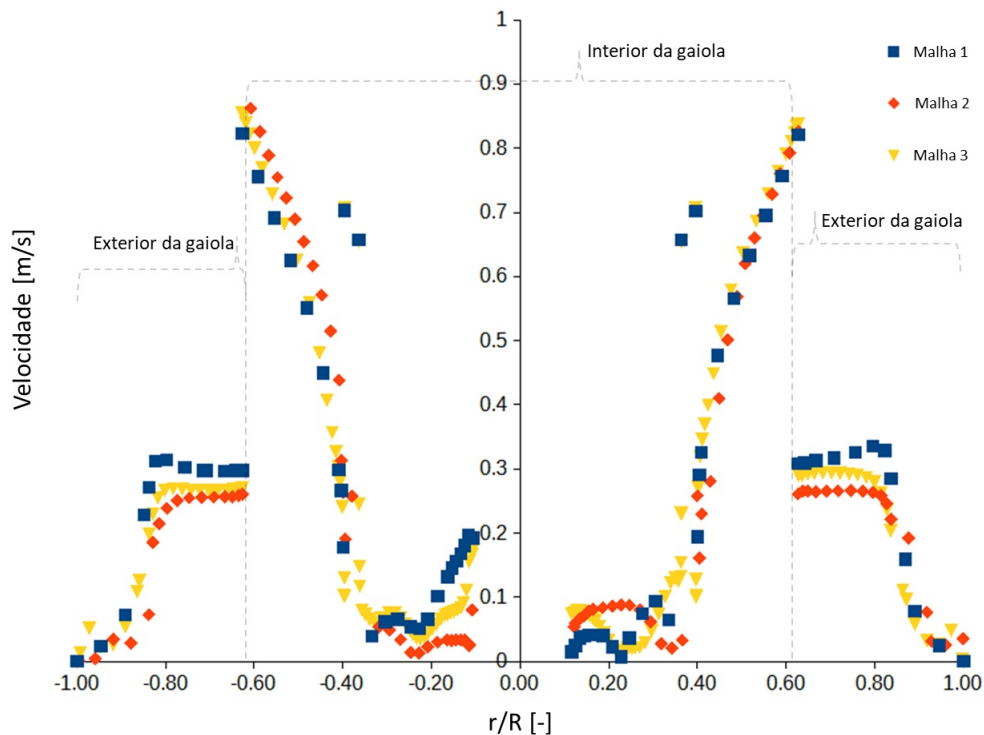 1
Interior da gaiola
Malha 1
0.9
Malha 2
0.8
Malha 3
0.7
Exterior da gaiola
Exterior da gaiola
0.6
Velocidade [m/s]
0.5
0.4
0.3
0.2
0.1
0
-1.00 -0.80 -0.60 -0.40 -0.20 0.00 0.20 0.40 0.60 0.80 1.00
r/R [-]